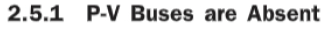 2.5.1 P-V Buses are Absent